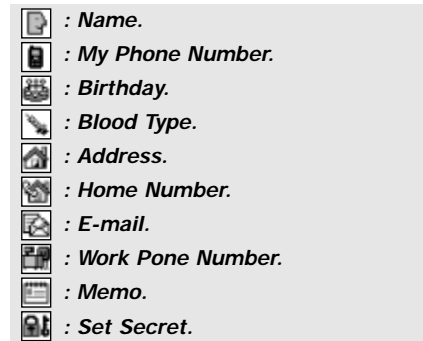 : Name.
: My Phone Number.
: Birthday.
: Blood Type.
: Address.
: Home Number.
: E-mail.
: Work Pone Number.
: Memo.
: Set Secret.